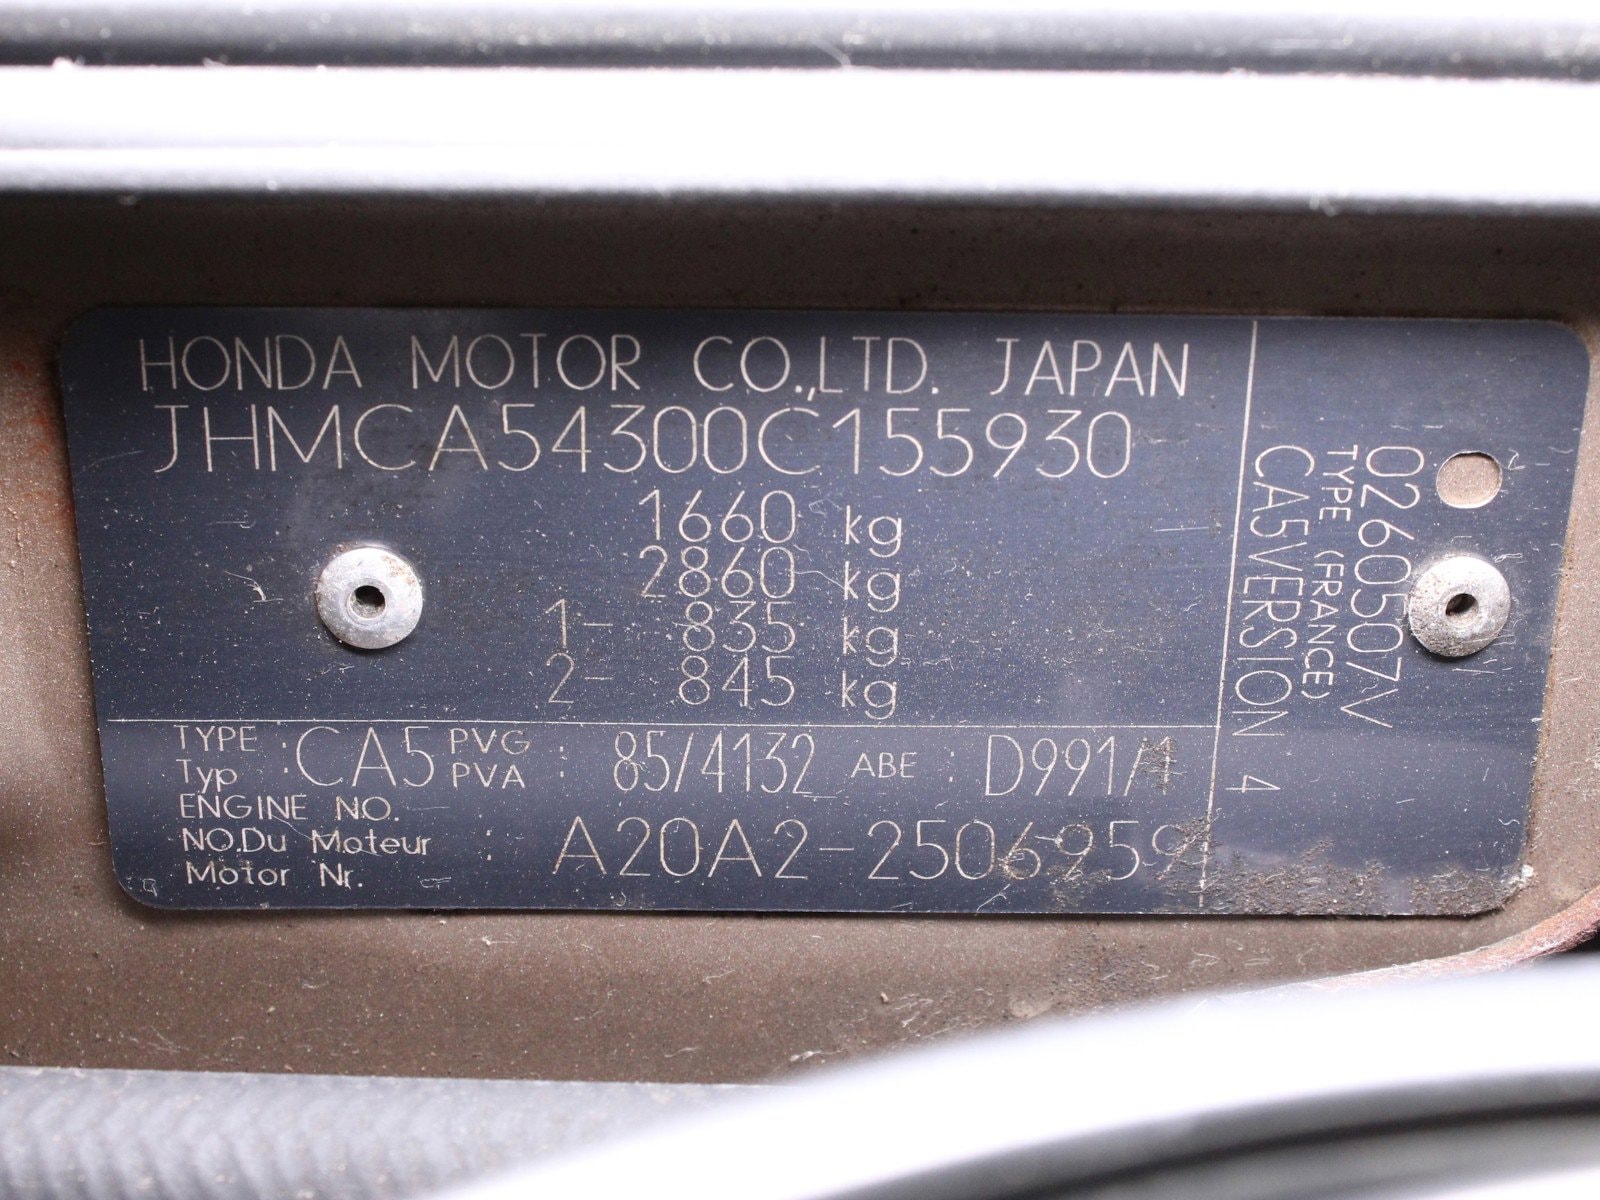 HONDA MOTOR CO.,LTD. JAPAN
JHMCA54300C155930
1660 kg
2860 kg
1- 835 kg
2- 845 kg
TYPE
Typ : CA5 PVG
PVA : 85/4132 ABE : D991/1
ENGINE NO.
NO.Du Moteur : A20A2-2506959
Motor Nr.
0260507V
TYPE (FRANCE)
CA5VERSION 4